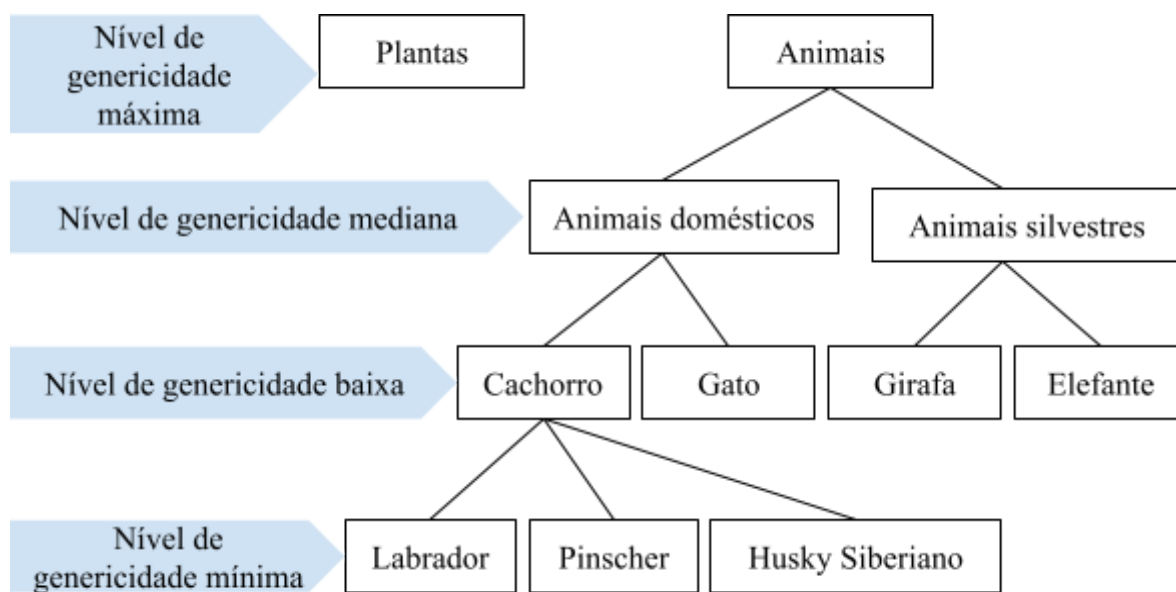 Nível de
genericidade
máxima
Plantas
Animais
Nível de genericidade mediana
Animais domésticos
Animais silvestres
Nível de genericidade baixa
Cachorro
Gato
Girafa
Elefante
Nível de
genericidade mínima
Labrador
Pinscher
Husky Siberiano